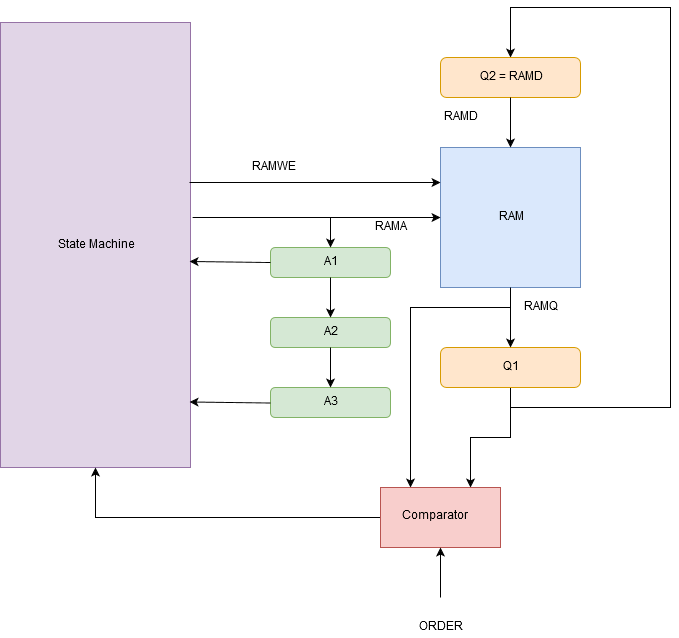 Q2 = RAMD
RAMD
RAMWE
RAM
RAMA
State Machine
A1
RAMQ
A2
Q1
A3
Comparator
ORDER